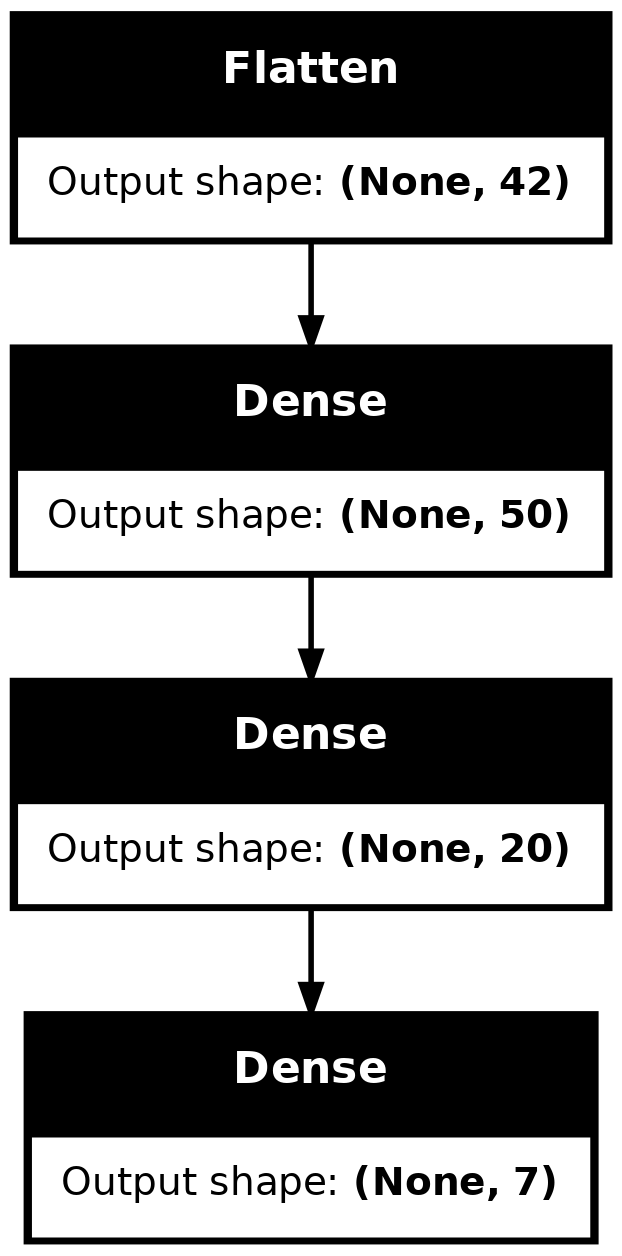 Flatten
Output shape: (None, 42)
Dense
Output shape: (None, 50)
Dense
Output shape: (None, 20)
Dense
Output shape: (None, 7)